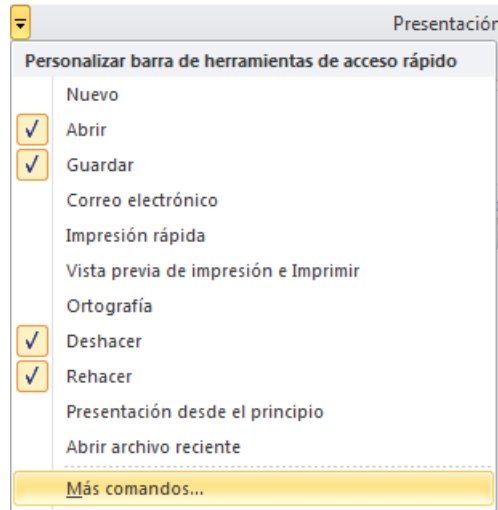 Presentación
Personalizar barra de herramientas de acceso rápido
Nuevo
Abrir
Guardar
Correo electrónico
Impresión rápida
Vista previa de impresión e Imprimir
Ortografía
Deshacer
Rehacer
Presentación desde el principio
Abrir archivo reciente
Más comandos...